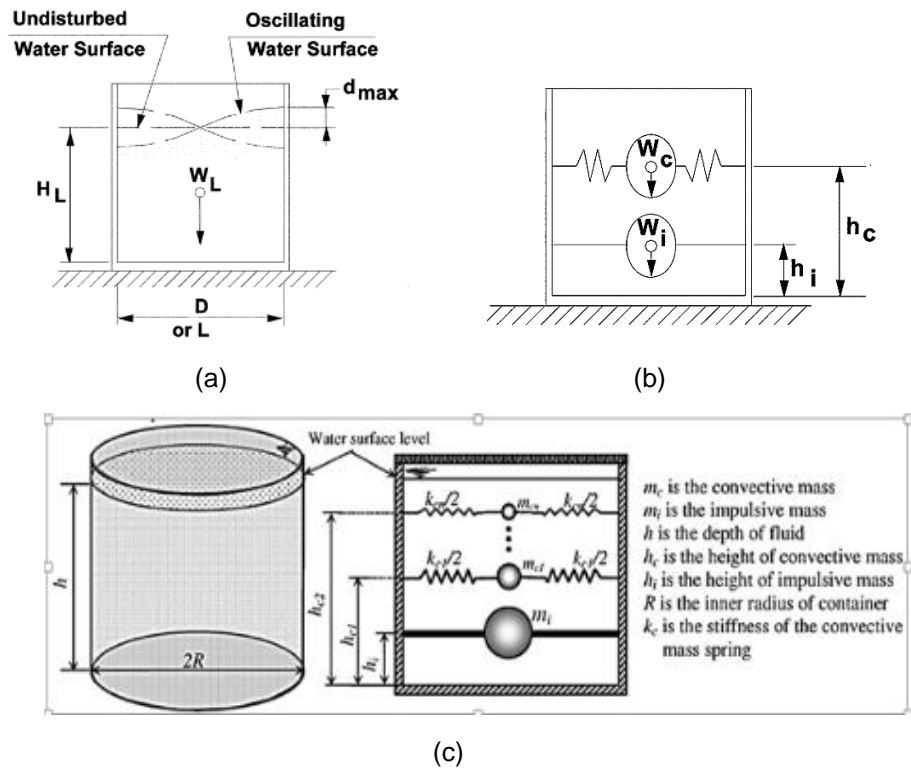 Undisturbed
Water Surface
Oscillating
Water Surface
d max
H L
W L
D
or L
(a)
W c
W i
h c
h i
(b)
Water surface level
h
2R
R
k cn/2
m cn
k cn/2
k c1/2
m c1
k c1/2
m i
h c2
h c1
h i
m c is the convective mass
m i is the impulsive mass
h is the depth of fluid
h c is the height of convective mass
h i is the height of impulsive mass
R is the inner radius of container
k c is the stiffness of the convective
mass spring
(c)